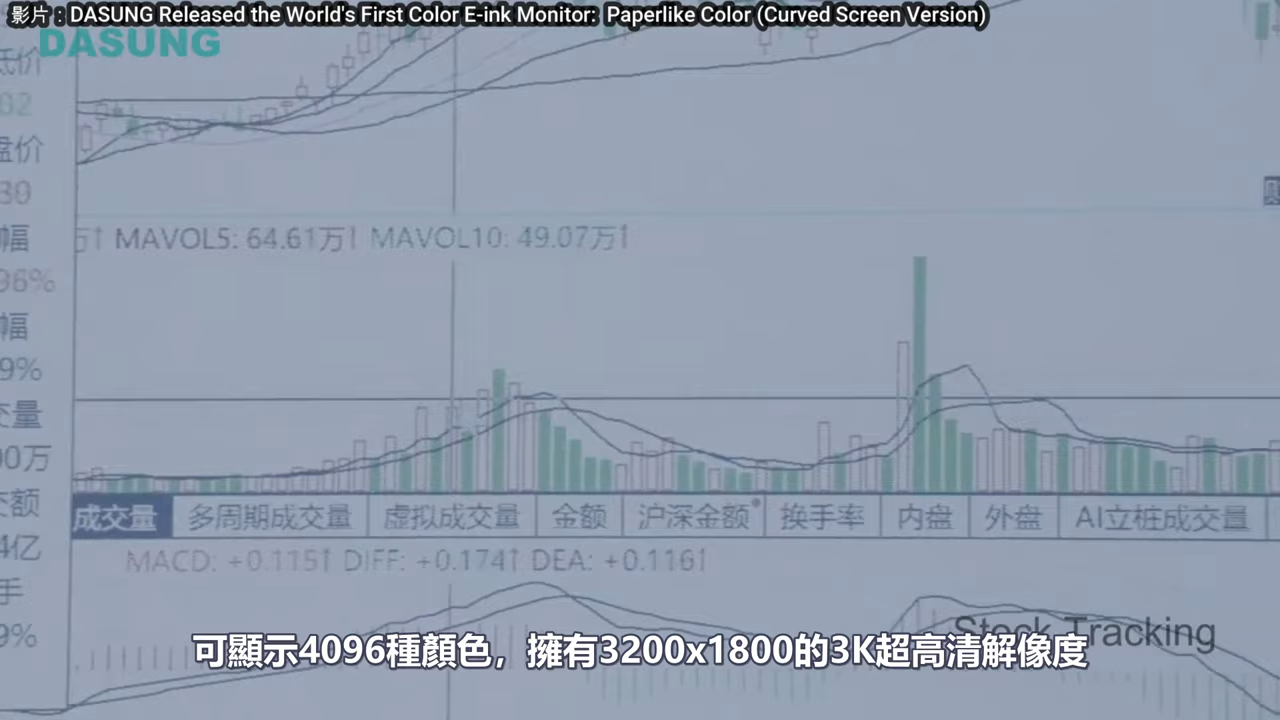 影片 : DASUNG Released the World's First Color E-ink Monitor: Paperlike Color (Curved Screen Version)
DASUNG
低价
盘价
30
幅
万↑ MAVOL5: 64.61万↑ MAVOL10: 49.07万↑
96%
幅
9%
交量
00万
交额
成交量 多周期成交量 虚拟成交量 金额 沪深金额 换手率 内盘 外盘 AI立桩成交量
4亿
MACD: +0.115↑ DIFF: +0.174↑ DEA: +0.116↑
手
9%
Stock Tracking
可顯示4096種顏色，擁有3200x1800的3K超高清解像度